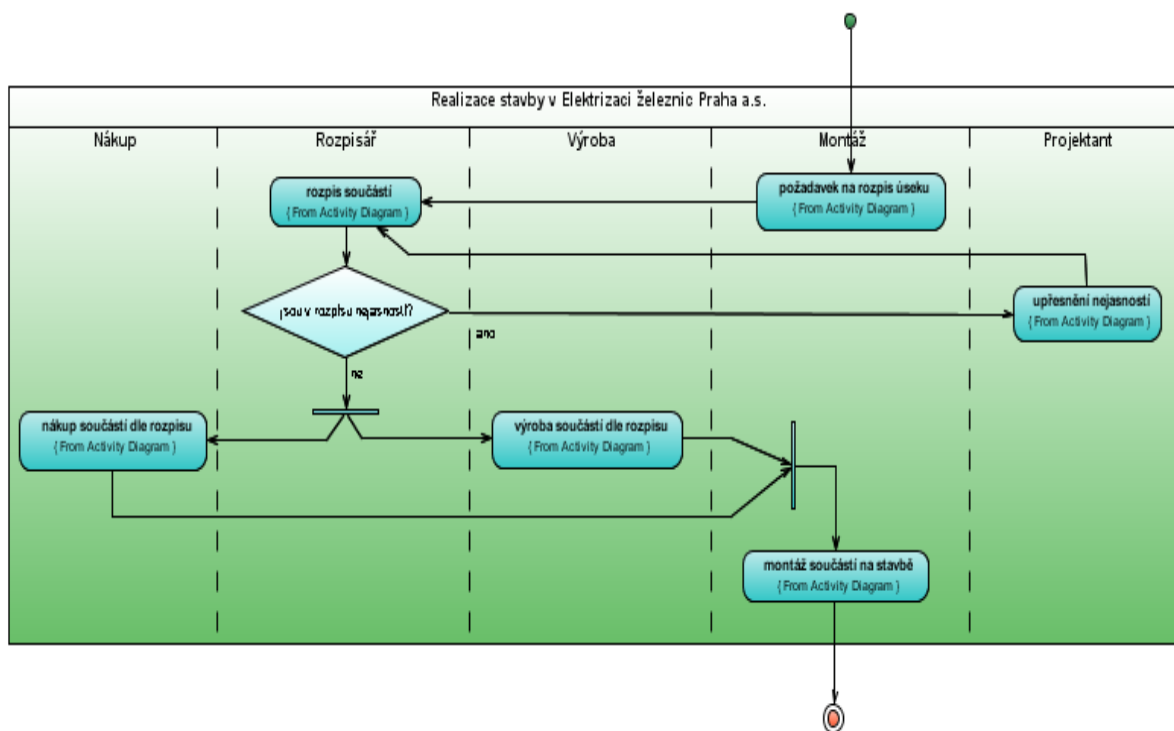 Realizace stavby v Elektrizaci železnic Praha a.s.
Nákup
Rozpisář
Výroba
Montáž
Projektant
rozpis součástí
{ From Activity Diagram }
požadavek na rozpis úseku
{ From Activity Diagram }
jsou v rozpisu nejasnosti?
upřesnění nejasností
{ From Activity Diagram }
ano
ne
nákup součástí dle rozpisu
{ From Activity Diagram }
výroba součástí dle rozpisu
{ From Activity Diagram }
montáž součástí na stavbě
{ From Activity Diagram }